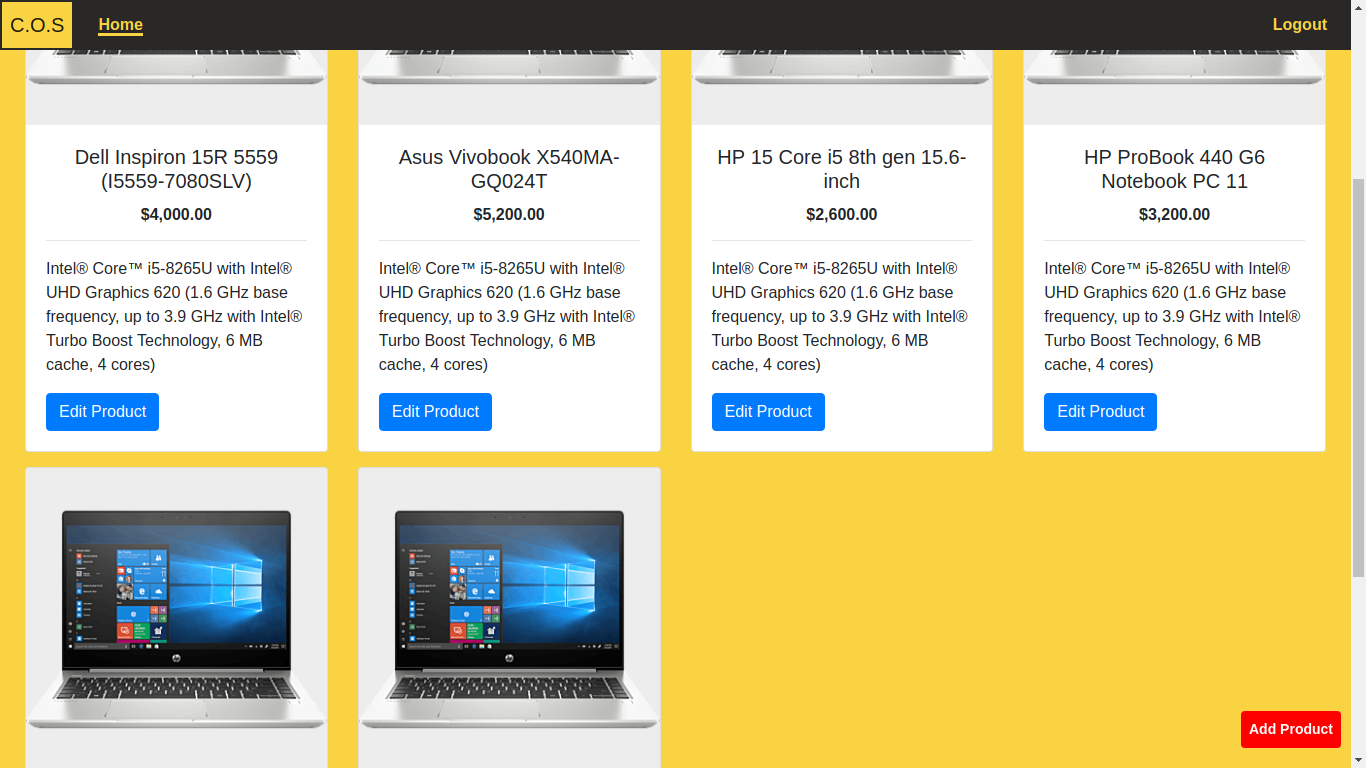 C.O.S Home Logout
Dell Inspiron 15R 5559
(I5559-7080SLV)
$4,000.00
Intel® Core™ i5-8265U with Intel®
UHD Graphics 620 (1.6 GHz base
frequency, up to 3.9 GHz with Intel®
Turbo Boost Technology, 6 MB
cache, 4 cores)
Edit Product
Asus Vivobook X540MA-
GQ024T
$5,200.00
Intel® Core™ i5-8265U with Intel®
UHD Graphics 620 (1.6 GHz base
frequency, up to 3.9 GHz with Intel®
Turbo Boost Technology, 6 MB
cache, 4 cores)
Edit Product
HP 15 Core i5 8th gen 15.6-
inch
$2,600.00
Intel® Core™ i5-8265U with Intel®
UHD Graphics 620 (1.6 GHz base
frequency, up to 3.9 GHz with Intel®
Turbo Boost Technology, 6 MB
cache, 4 cores)
Edit Product
HP ProBook 440 G6
Notebook PC 11
$3,200.00
Intel® Core™ i5-8265U with Intel®
UHD Graphics 620 (1.6 GHz base
frequency, up to 3.9 GHz with Intel®
Turbo Boost Technology, 6 MB
cache, 4 cores)
Edit Product
Add Product